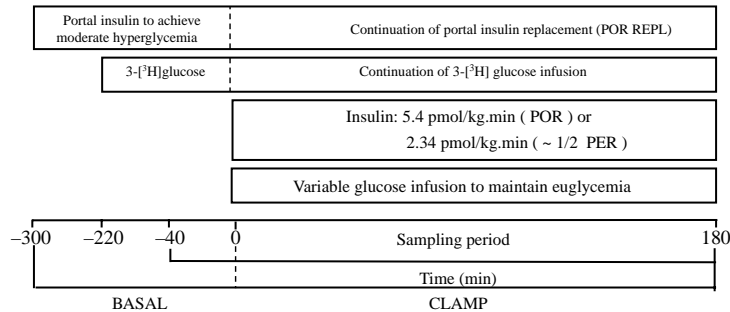 Portal insulin to achieve
moderate hyperglycemia
Continuation of portal insulin replacement (POR REPL)
3-[³H]glucose
Continuation of 3-[³H] glucose infusion
Insulin: 5.4 pmol/kg.min ( POR ) or
2.34 pmol/kg.min ( ~ 1/2 PER )
Variable glucose infusion to maintain euglycemia
–300 –220 –40 0 Sampling period 180
Time (min)
BASAL CLAMP